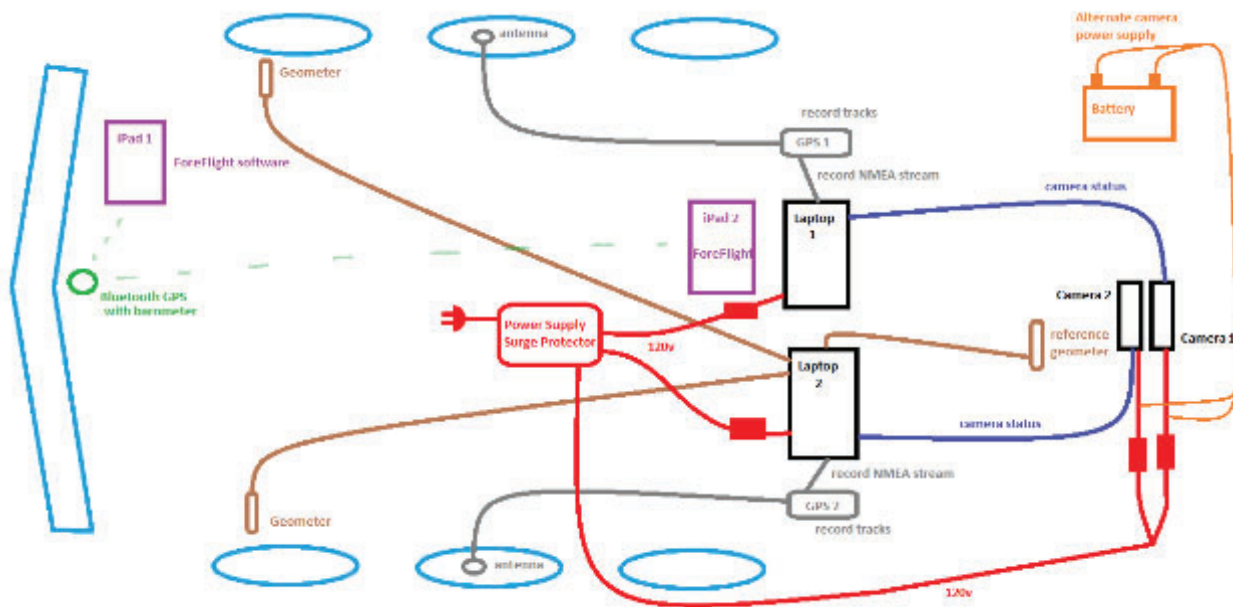 Alternate camera
power supply
antenna
Geometer
Battery
record tracks
iPad 1
GPS 1
ForeFlight software
record NMEA stream
camera status
iPad 2
ForeFlight
Laptop
1
Bluetooth GPS
with barometer
Camera 2
Power Supply
Surge Protector
120v
reference
geometer
Camera 1
Laptop
2
camera status
record NMEA stream
GPS 2
Geometer
record tracks
antenna
120v